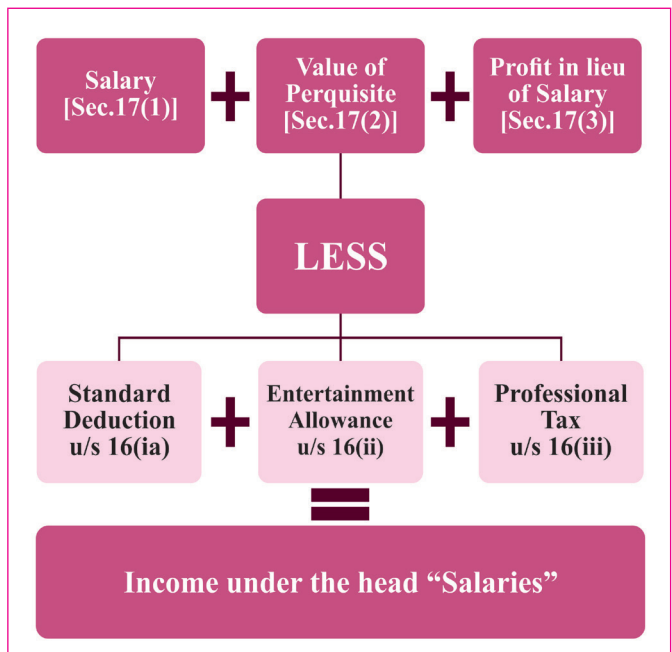 Salary
[Sec.17(1)]
+
Value of
Perquisite
[Sec.17(2)]
+
Profit in lieu
of Salary
[Sec.17(3)]
LESS
Standard
Deduction
u/s 16(ia)
+
Entertainment
Allowance
u/s 16(ii)
+
Professional
Tax
u/s 16(iii)
=
Income under the head “Salaries”